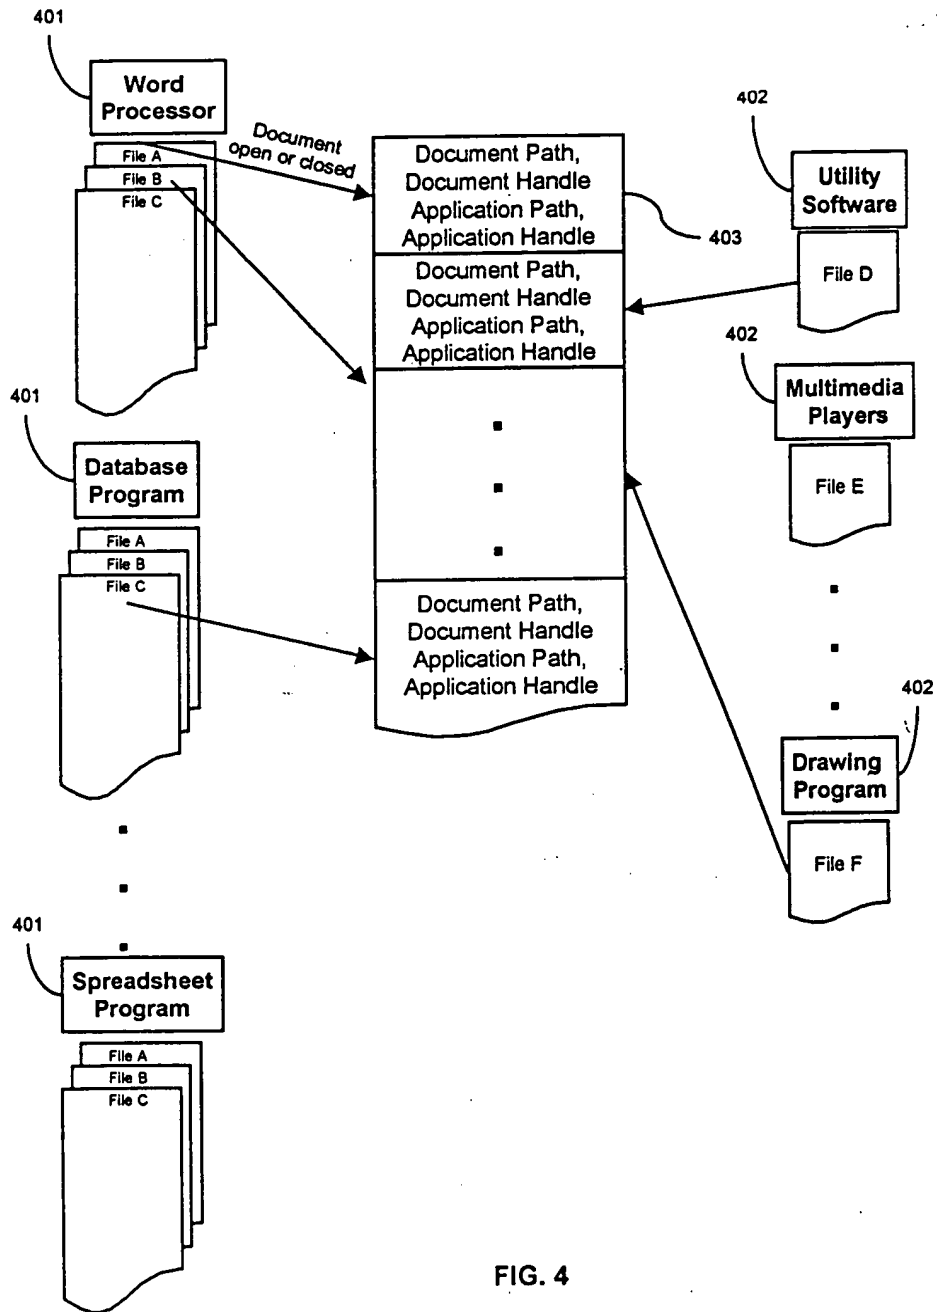 401
Word
Processor
File A
File B
File C
Document
open or closed
Document Path,
Document Handle
Application Path,
Application Handle
403
Document Path,
Document Handle
Application Path,
Application Handle
402
Utility
Software
File D
402
Multimedia
Players
File E
401
Database
Program
File A
File B
File C
Document Path,
Document Handle
Application Path,
Application Handle
402
Drawing
Program
File F
401
Spreadsheet
Program
File A
File B
File C
FIG. 4